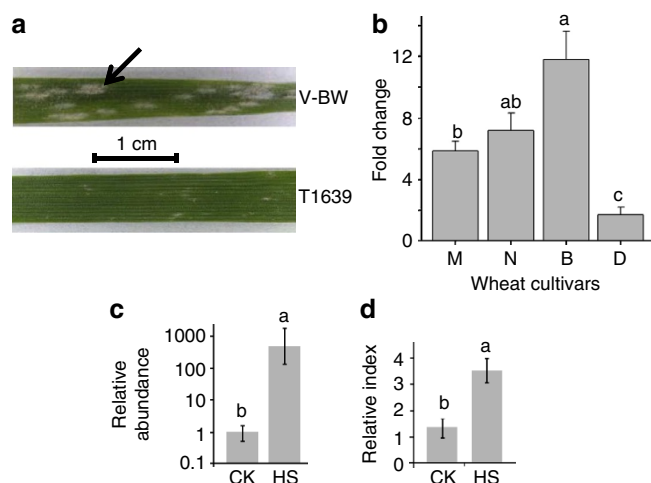 a
V-BW
1 cm
T1639
b
Fold change
12
8
4
0
a
ab
b
c
M N B D
Wheat cultivars
c
Relative abundance
1000
100
10
1
0.1
a
b
CK HS
d
Relative index
4
3
2
1
0
a
b
CK HS